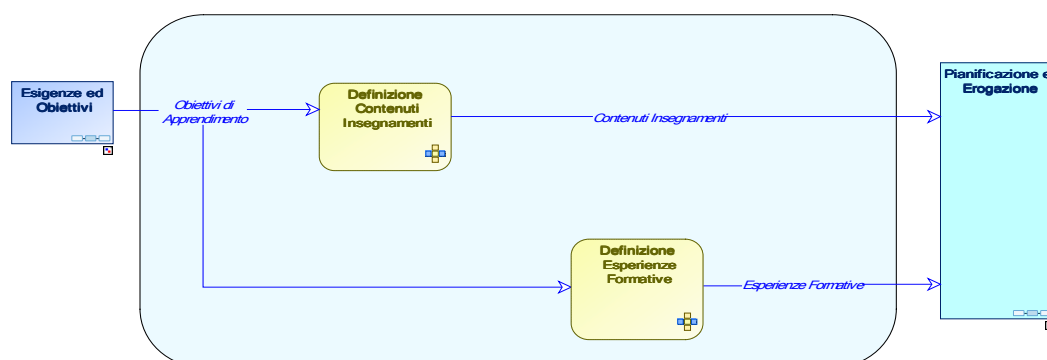 Esigenze ed
Obiettivi
Obiettivi di
Apprendimento
Definizione
Contenuti
Insegnamenti
Contenuti Insegnamenti
Pianificazione e
Erogazione
Definizione
Esperienze
Formative
Esperienze Formative